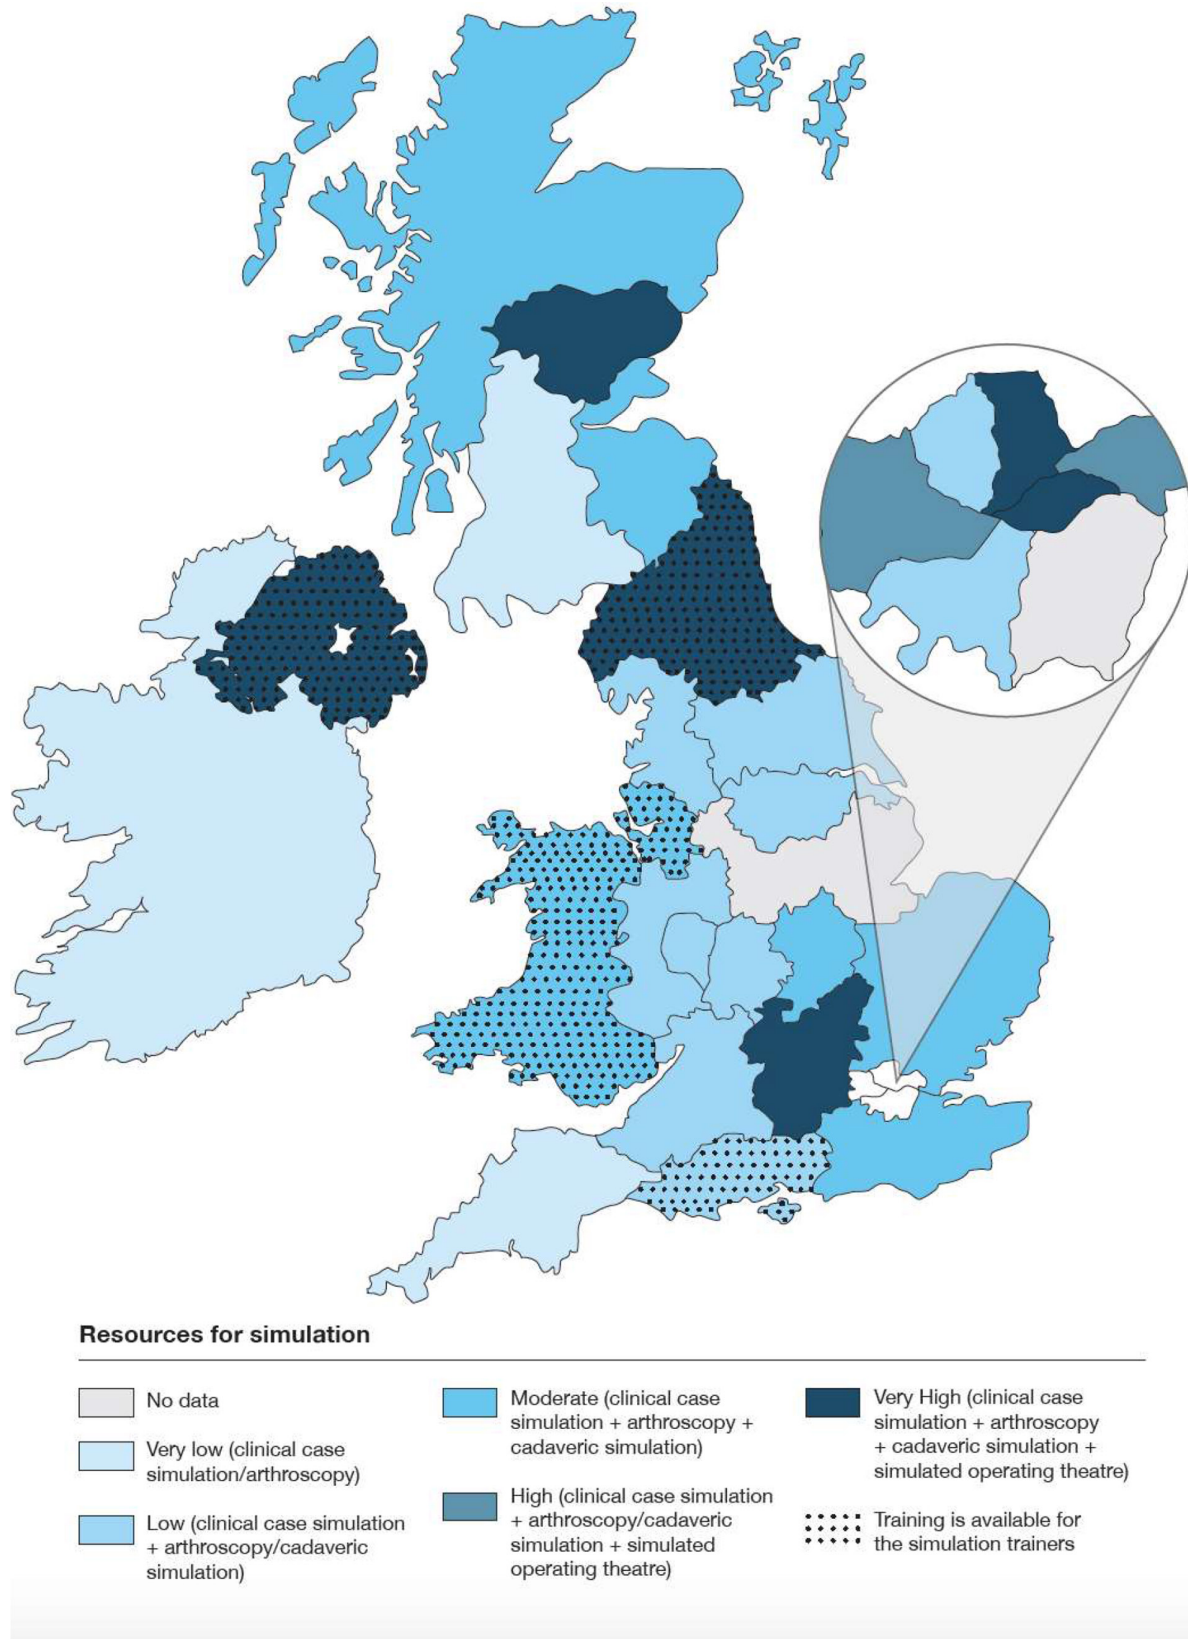 Resources for simulation
No data
Very low (clinical case
simulation/arthroscopy)
Low (clinical case simulation
+ arthroscopy/cadaveric
simulation)
Moderate (clinical case
simulation + arthroscopy +
cadaveric simulation)
High (clinical case simulation
+ arthroscopy/cadaveric
simulation + simulated
operating theatre)
Very High (clinical case
simulation + arthroscopy
+ cadaveric simulation +
simulated operating theatre)
Training is available for
the simulation trainers